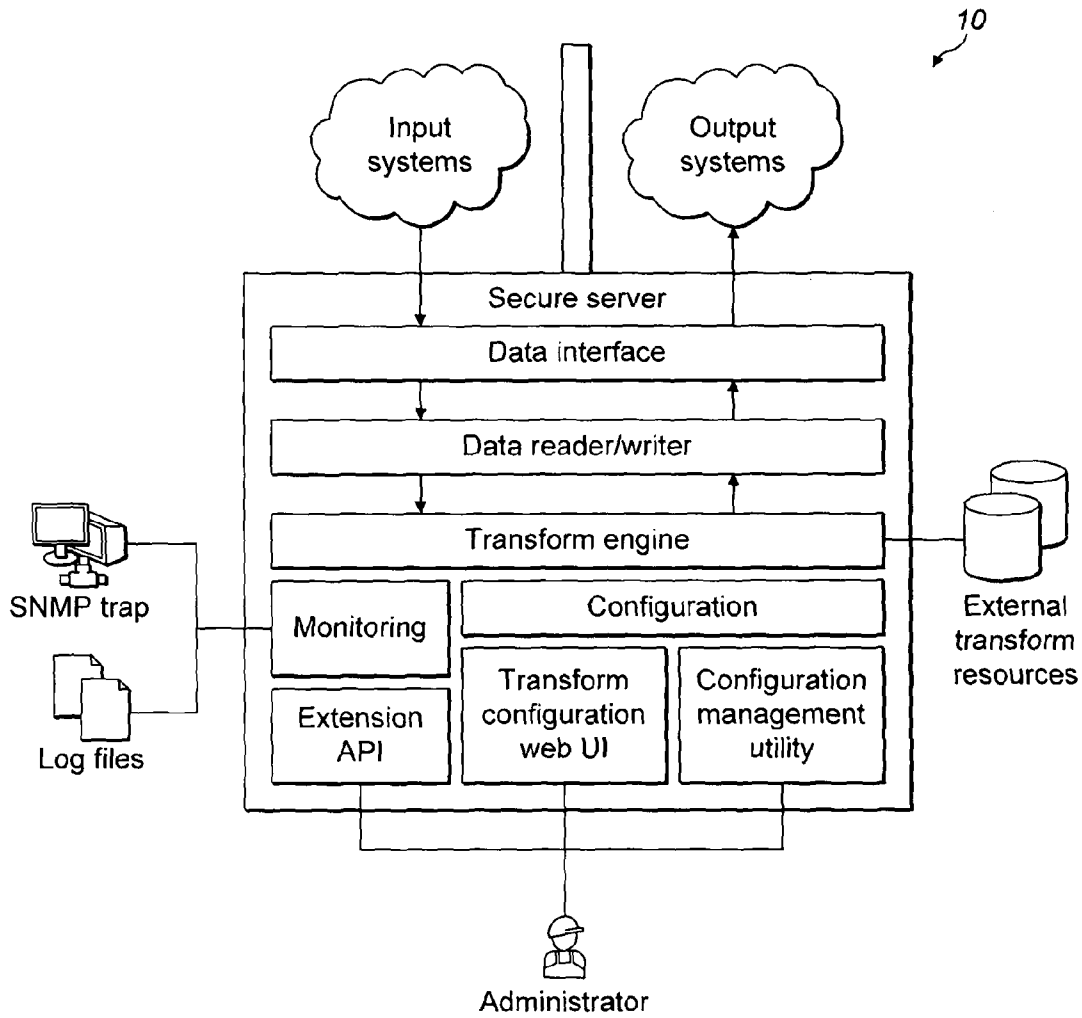 10
Input
systems
Output
systems
Secure server
Data interface
Data reader/writer
Transform engine
SNMP trap
Log files
Monitoring
Configuration
Extension
API
Transform
configuration
web UI
Configuration
management
utility
External
transform
resources
Administrator